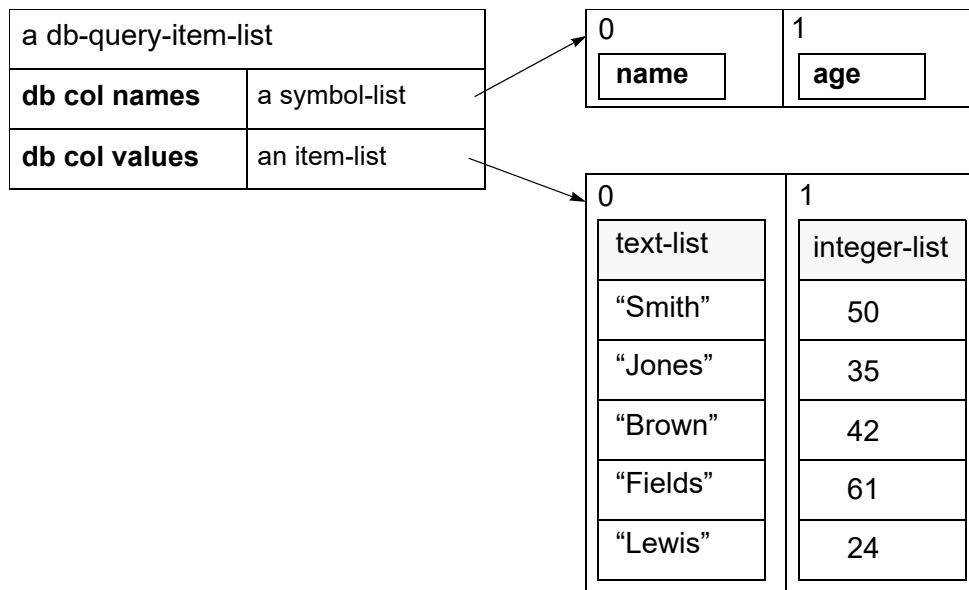 a db-query-item-list
db col names a symbol-list
db col values an item-list
0 1
name age
0 1
text-list integer-list
“Smith” 50
“Jones” 35
“Brown” 42
“Fields” 61
“Lewis” 24